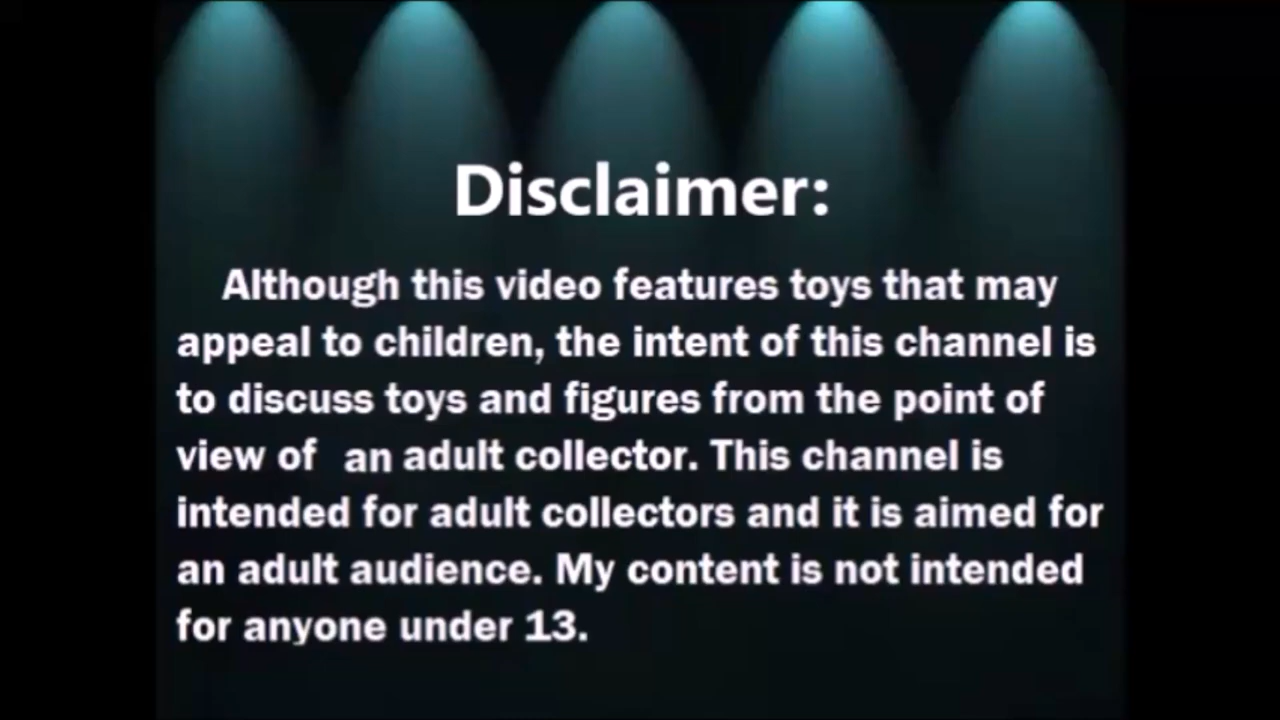 Disclaimer:
Although this video features toys that may
appeal to children, the intent of this channel is
to discuss toys and figures from the point of
view of an adult collector. This channel is
intended for adult collectors and it is aimed for
an adult audience. My content is not intended
for anyone under 13.